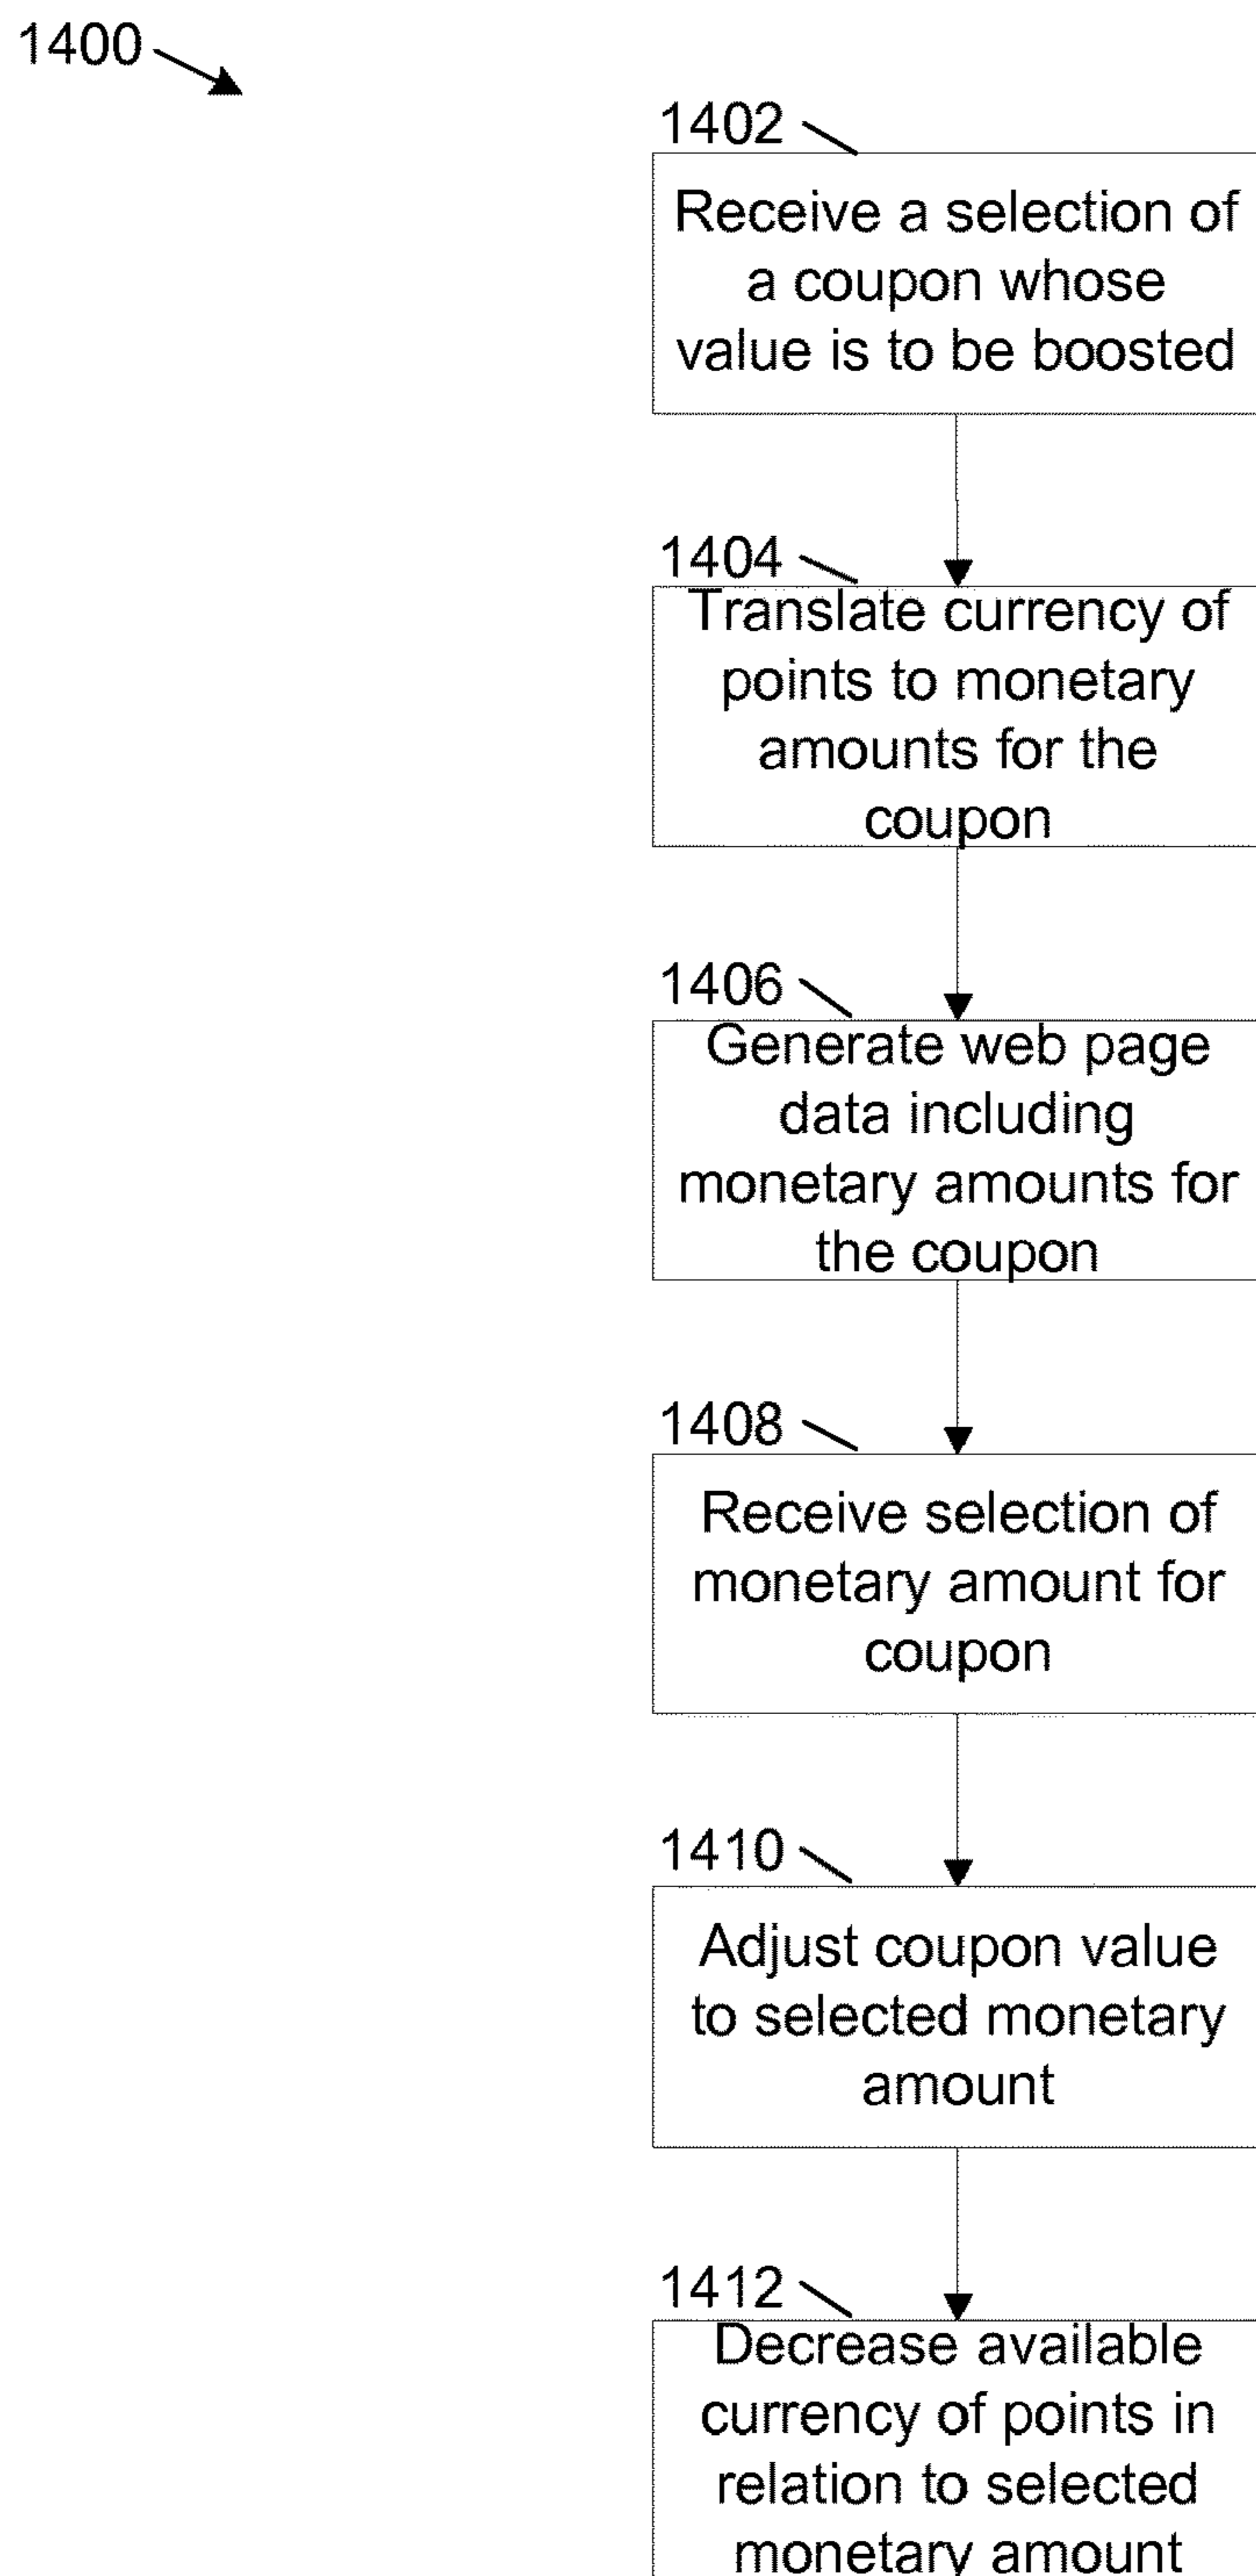 1400
1402
Receive a selection of
a coupon whose
value is to be boosted
1404
Translate currency of
points to monetary
amounts for the
coupon
1406
Generate web page
data including
monetary amounts for
the coupon
1408
Receive selection of
monetary amount for
coupon
1410
Adjust coupon value
to selected monetary
amount
1412
Decrease available
currency of points in
relation to selected
monetary amount